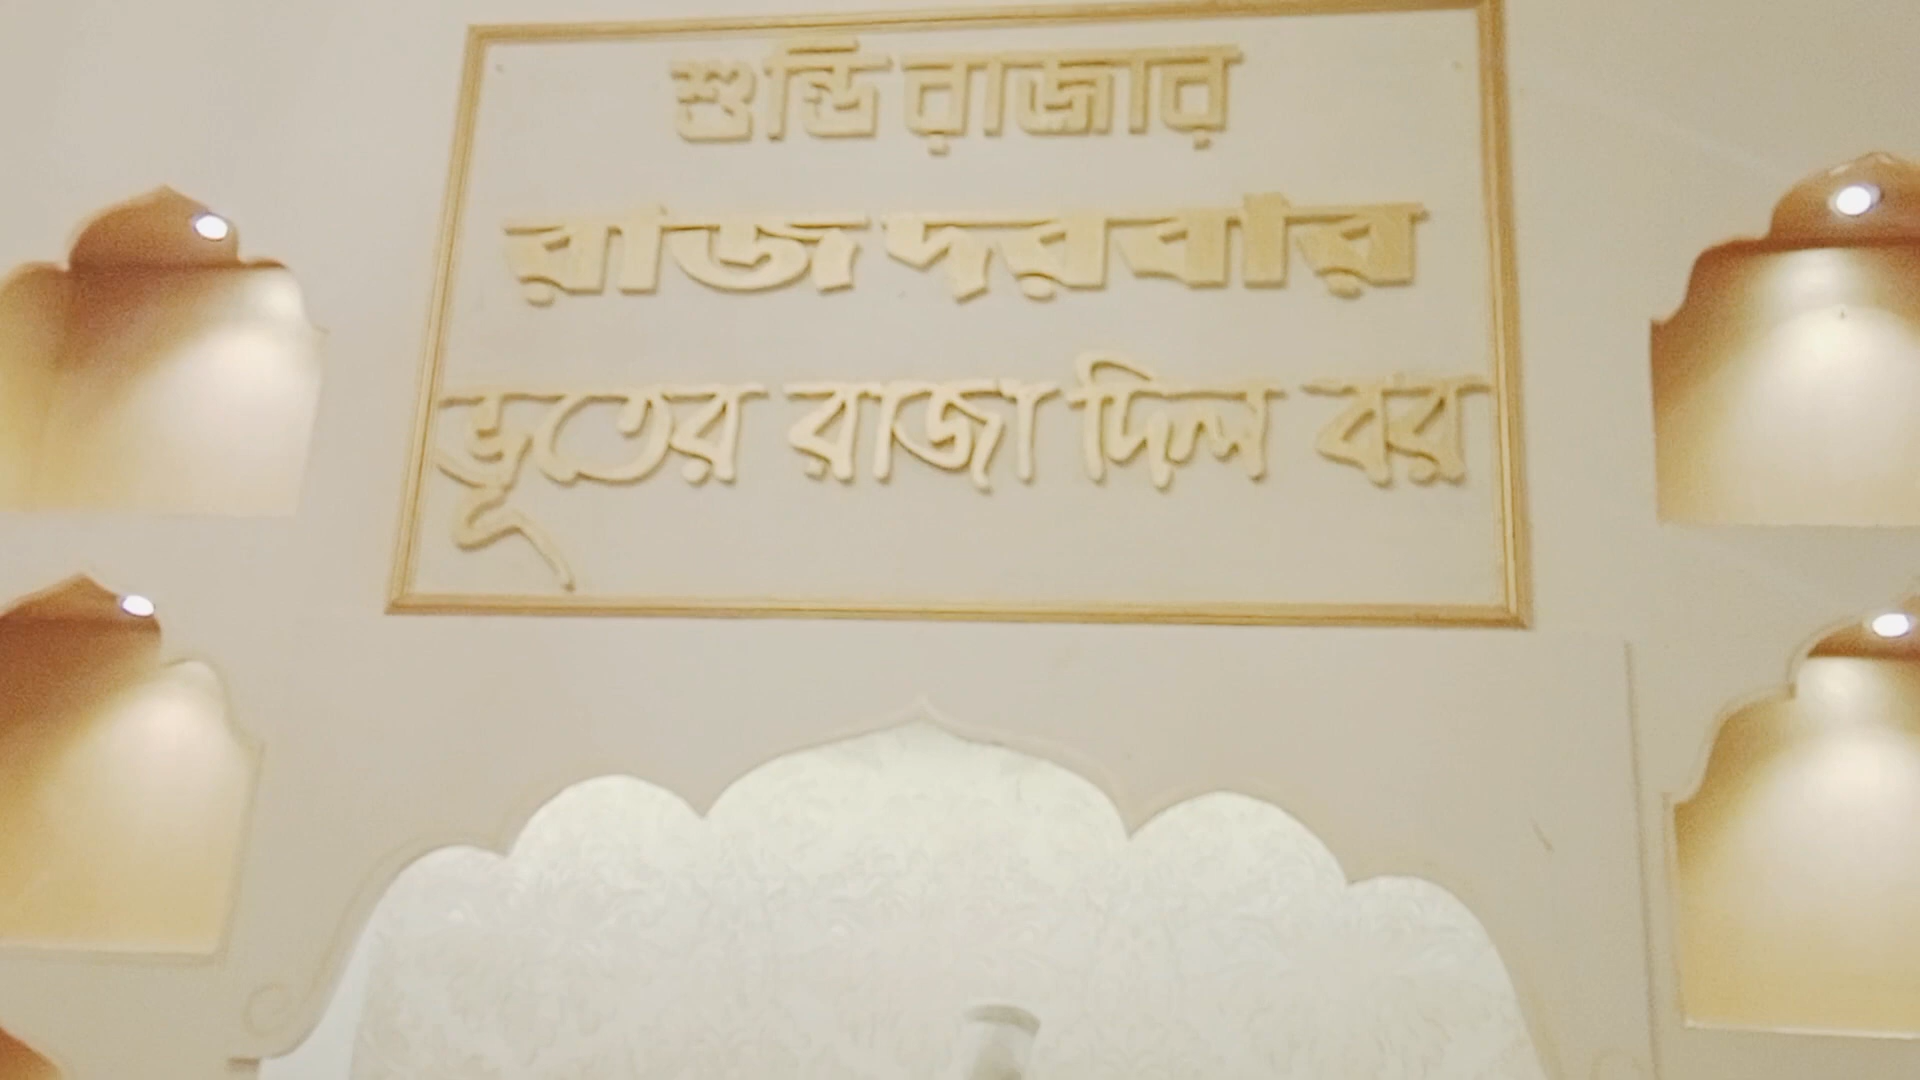 শুন্ডি রাজার
রাজ দরবার
ভূতের রাজা দিল বর